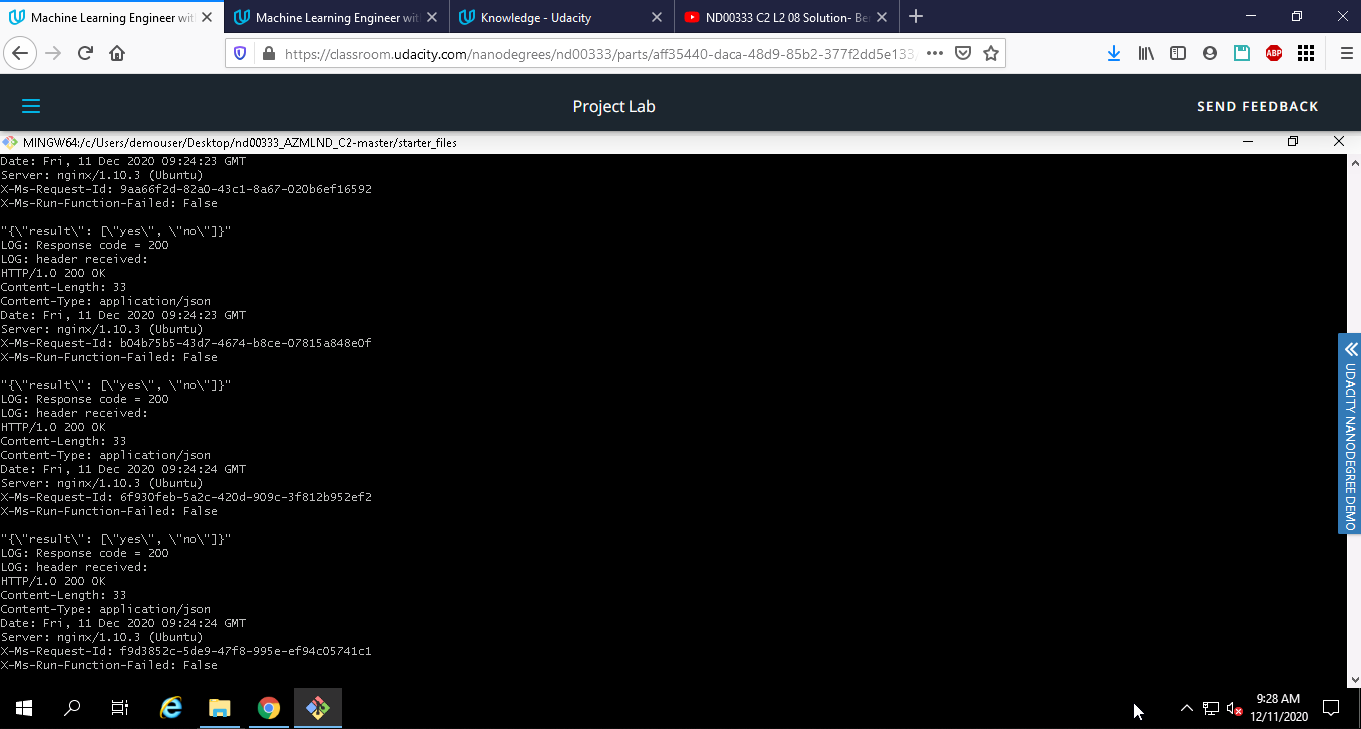 Machine Learning Engineer wit
Machine Learning Engineer wit
Knowledge - Udacity
ND00333 C2 L2 08 Solution- Be
https://classroom.udacity.com/nanodegrees/nd00333/parts/aff35440-daca-48d9-85b2-377f2dd5e133/
ABP
Project Lab
SEND FEEDBACK
MINGW64:/c/Users/demouser/Desktop/nd00333_AZMLND_C2-master/starter_files
Date: Fri, 11 Dec 2020 09:24:23 GMT
Server: nginx/1.10.3 (Ubuntu)
X-Ms-Request-Id: 9aa66f2d-82a0-43c1-8a67-020b6ef16592
X-Ms-Run-Function-Failed: False
"{\"result\": [\"yes\", \"no\"]}"
LOG: Response code = 200
LOG: header received:
HTTP/1.0 200 OK
Content-Length: 33
Content-Type: application/json
Date: Fri, 11 Dec 2020 09:24:23 GMT
Server: nginx/1.10.3 (Ubuntu)
X-Ms-Request-Id: b04b75b5-43d7-4674-b8ce-07815a848e0f
X-Ms-Run-Function-Failed: False
"{\"result\": [\"yes\", \"no\"]}"
LOG: Response code = 200
LOG: header received:
HTTP/1.0 200 OK
Content-Length: 33
Content-Type: application/json
Date: Fri, 11 Dec 2020 09:24:24 GMT
Server: nginx/1.10.3 (Ubuntu)
X-Ms-Request-Id: 6f930feb-5a2c-420d-909c-3f812b952ef2
X-Ms-Run-Function-Failed: False
"{\"result\": [\"yes\", \"no\"]}"
LOG: Response code = 200
LOG: header received:
HTTP/1.0 200 OK
Content-Length: 33
Content-Type: application/json
Date: Fri, 11 Dec 2020 09:24:24 GMT
Server: nginx/1.10.3 (Ubuntu)
X-Ms-Request-Id: f9d3852c-5de9-47f8-995e-ef94c05741c1
X-Ms-Run-Function-Failed: False
UDACITY NANODEGREE DEMO
9:28 AM
12/11/2020